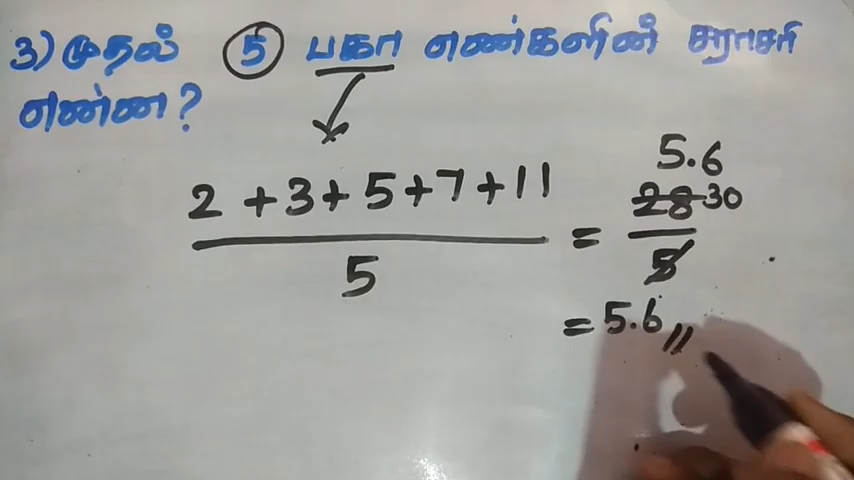 3) முதல் 5 பகா எண்களின் சராசரி
என்ன?
5.6
2 + 3 + 5 + 7 + 11 = 28 30
5 5
= 5.6 //